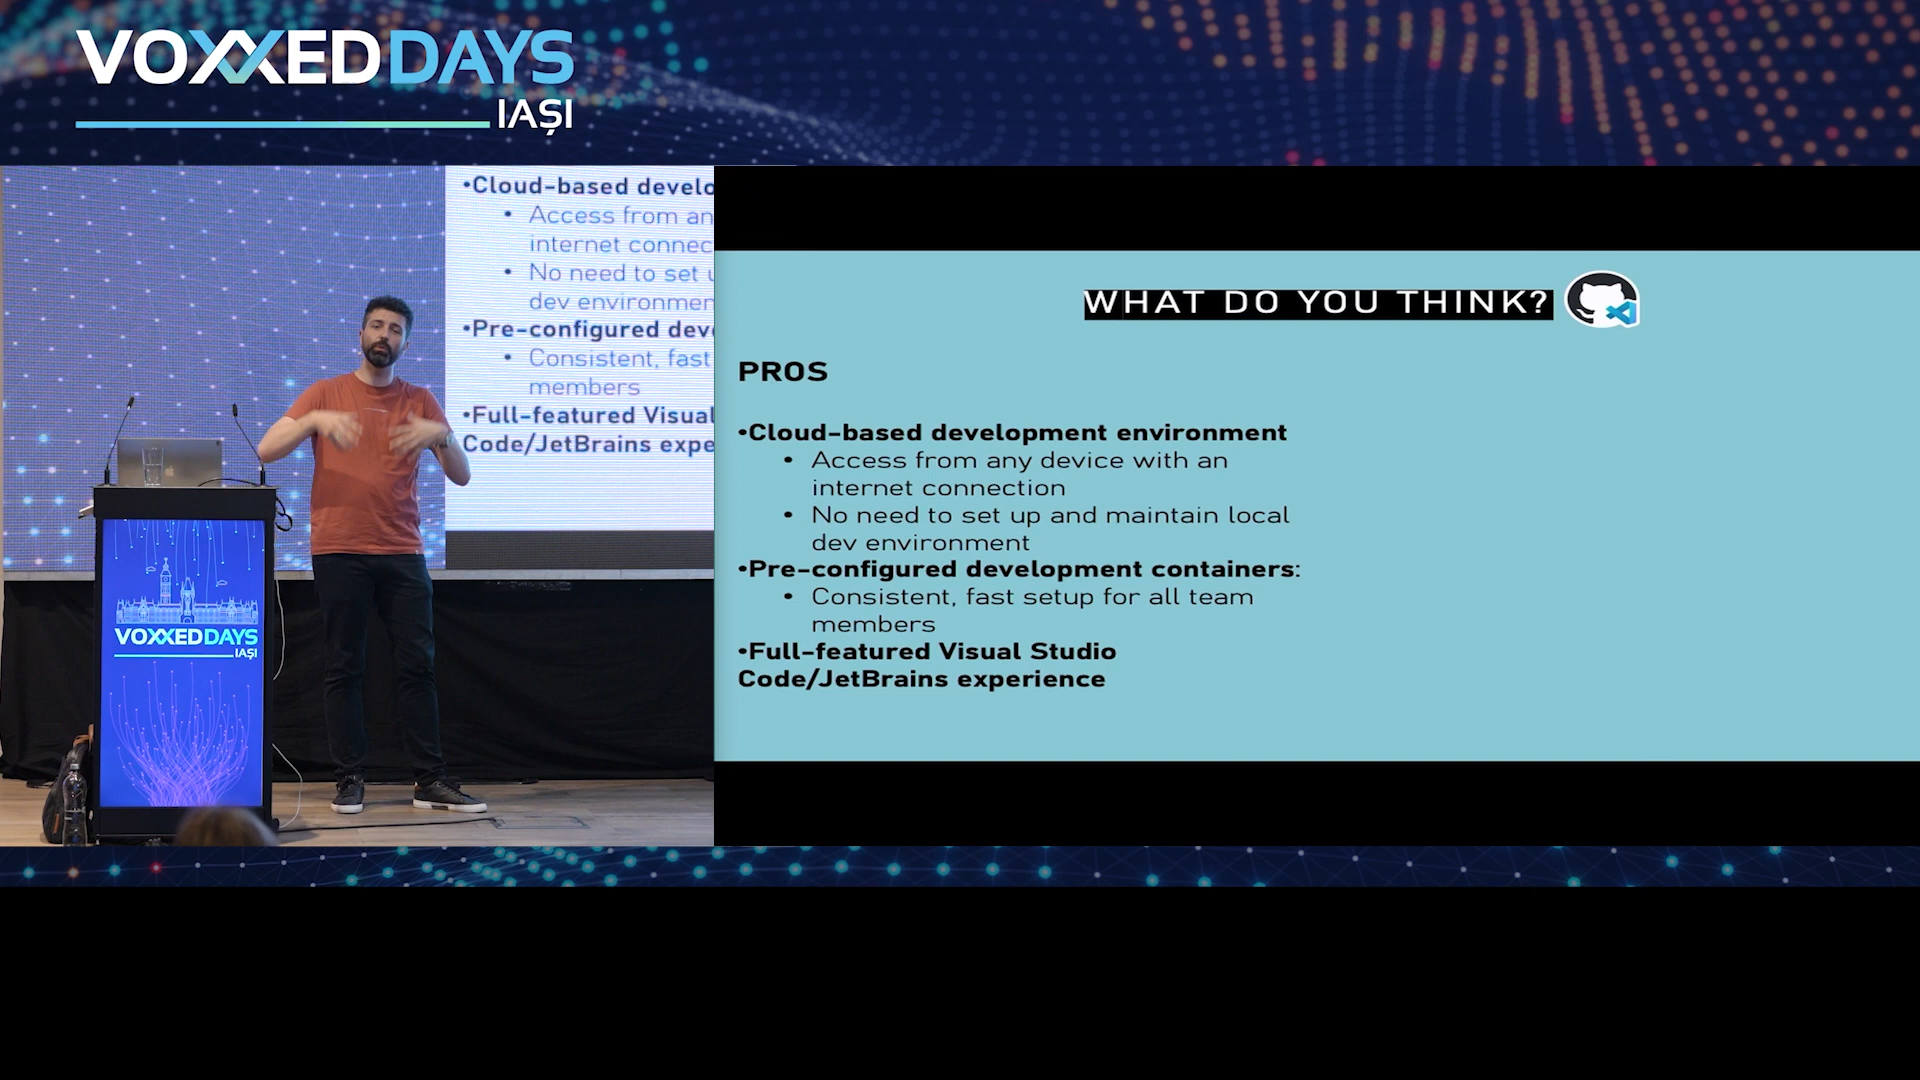 VOXXEDDAYS
IAȘI
•Cloud-based develo
• Access from an
internet connec
• No need to set u
dev environmen
•Pre-configured deve
• Consistent, fast
members
•Full-featured Visual
Code/JetBrains expe
VOXXEDDAYS
IAȘI
WHAT DO YOU THINK?
PROS
•Cloud-based development environment
• Access from any device with an
internet connection
• No need to set up and maintain local
dev environment
•Pre-configured development containers:
• Consistent, fast setup for all team
members
•Full-featured Visual Studio
Code/JetBrains experience